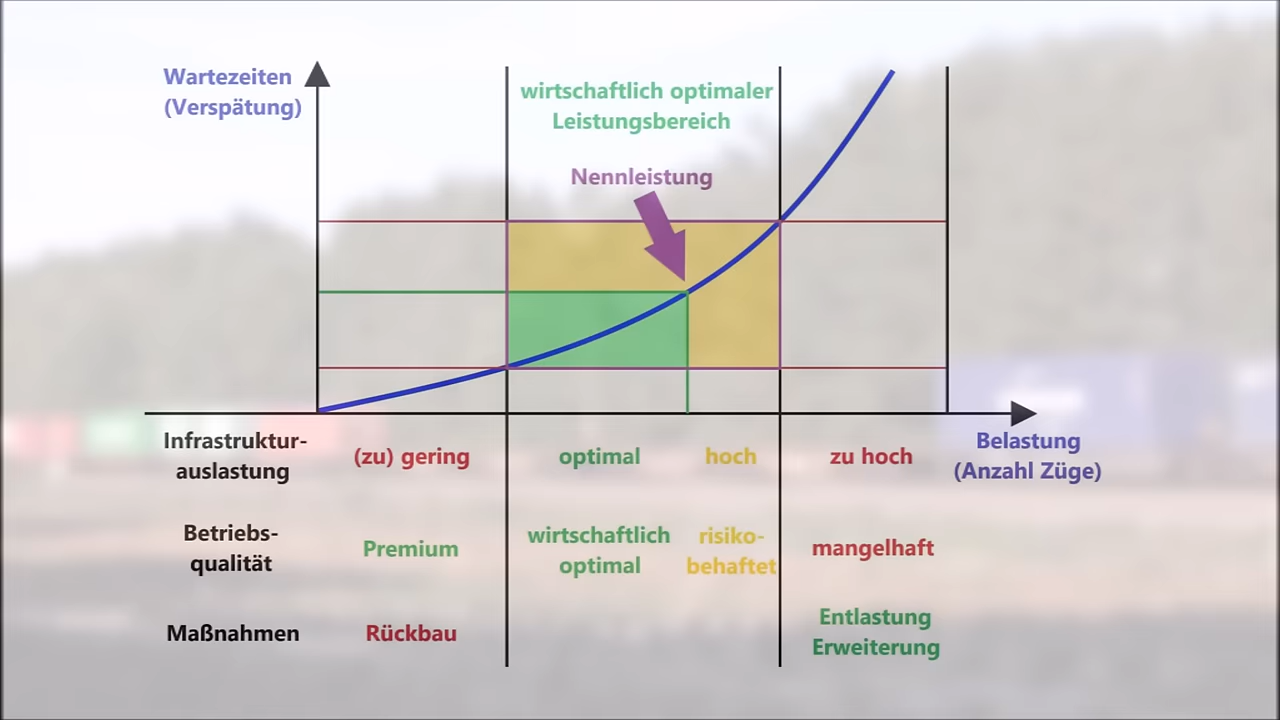 Wartezeiten
(Verspätung)
wirtschaftlich optimaler
Leistungsbereich
Nennleistung
Infrastruktur-
auslastung
(zu) gering
optimal
hoch
zu hoch
Belastung
(Anzahl Züge)
Betriebs-
qualität
Premium
wirtschaftlich
optimal
risiko-
behaftet
mangelhaft
Maßnahmen
Rückbau
Entlastung
Erweiterung